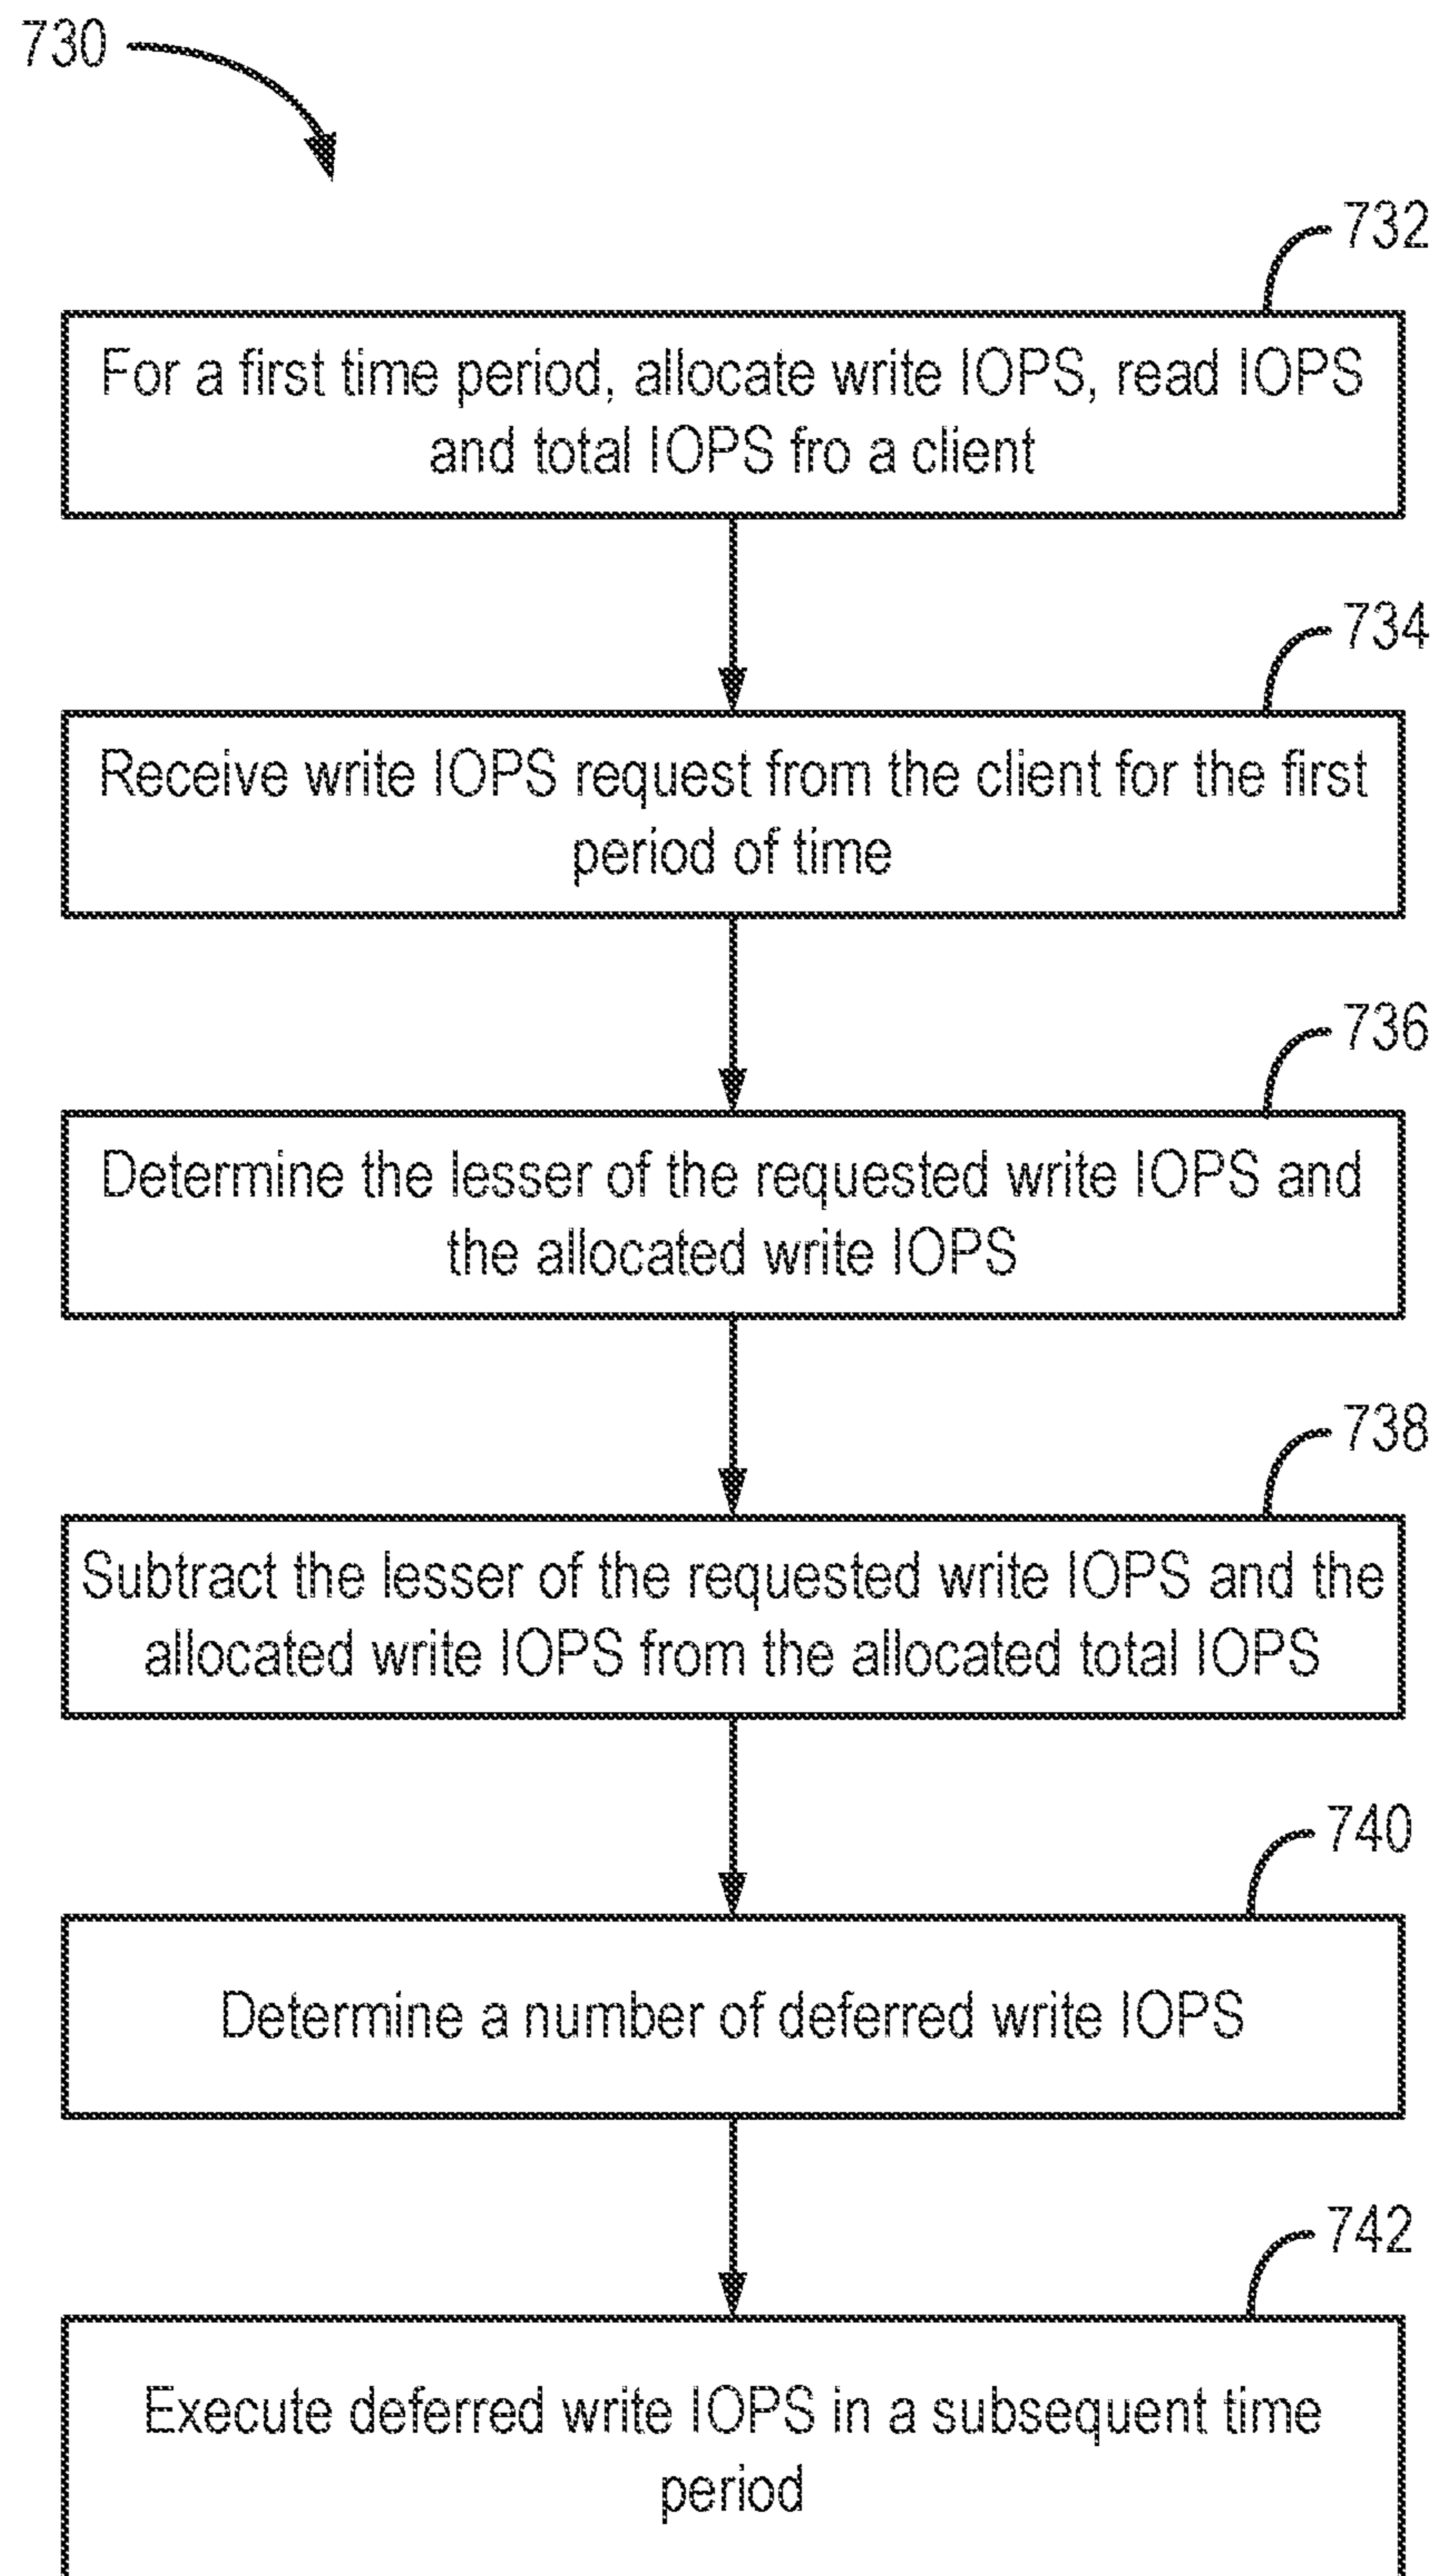 730
732
For a first time period, allocate write IOPS, read IOPS
and total IOPS fro a client
734
Receive write IOPS request from the client for the first
period of time
736
Determine the lesser of the requested write IOPS and
the allocated write IOPS
738
Subtract the lesser of the requested write IOPS and the
allocated write IOPS from the allocated total IOPS
740
Determine a number of deferred write IOPS
742
Execute deferred write IOPS in a subsequent time
period